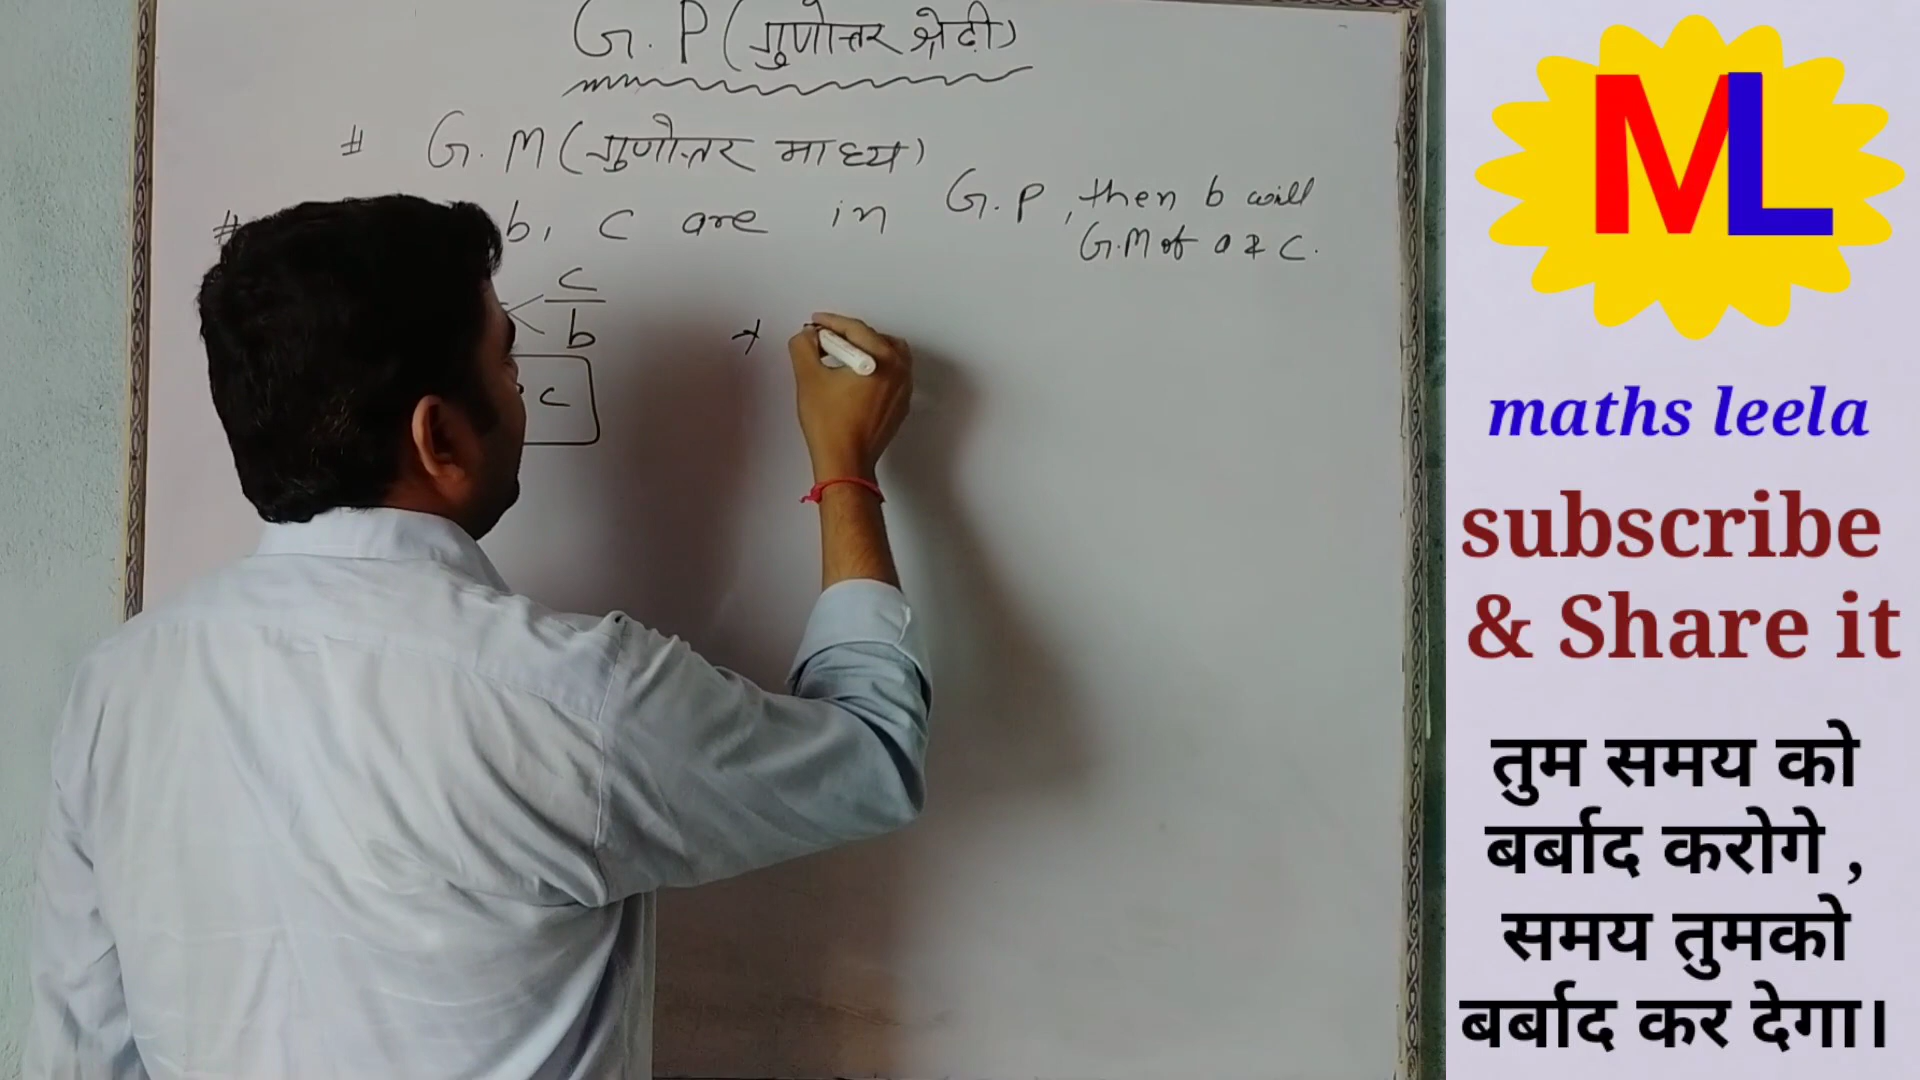 G.P (गुणोत्तर श्रेढी)
# G.M (गुणोत्तर माध्य)
# b, c are in G.P, then b will
G.M of a & c.
c
b
c
ML
maths leela
subscribe
& Share it
तुम समय को
बर्बाद करोगे ,
समय तुमको
बर्बाद कर देगा।